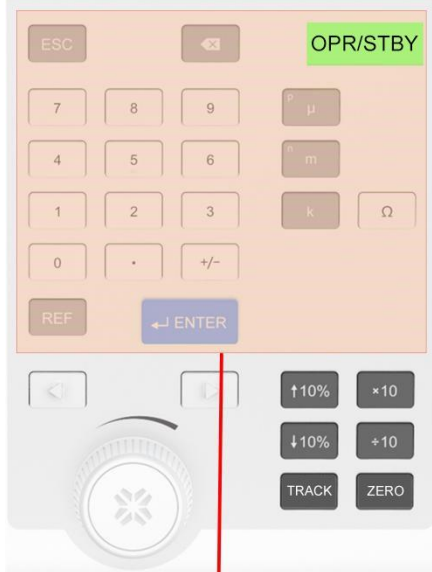 ESC OPR/STBY
7 8 9 p µ
4 5 6 n m
1 2 3 k Ω
0 . +/−
REF ↵ ENTER
↑10% ×10
↓10% ÷10
TRACK ZERO